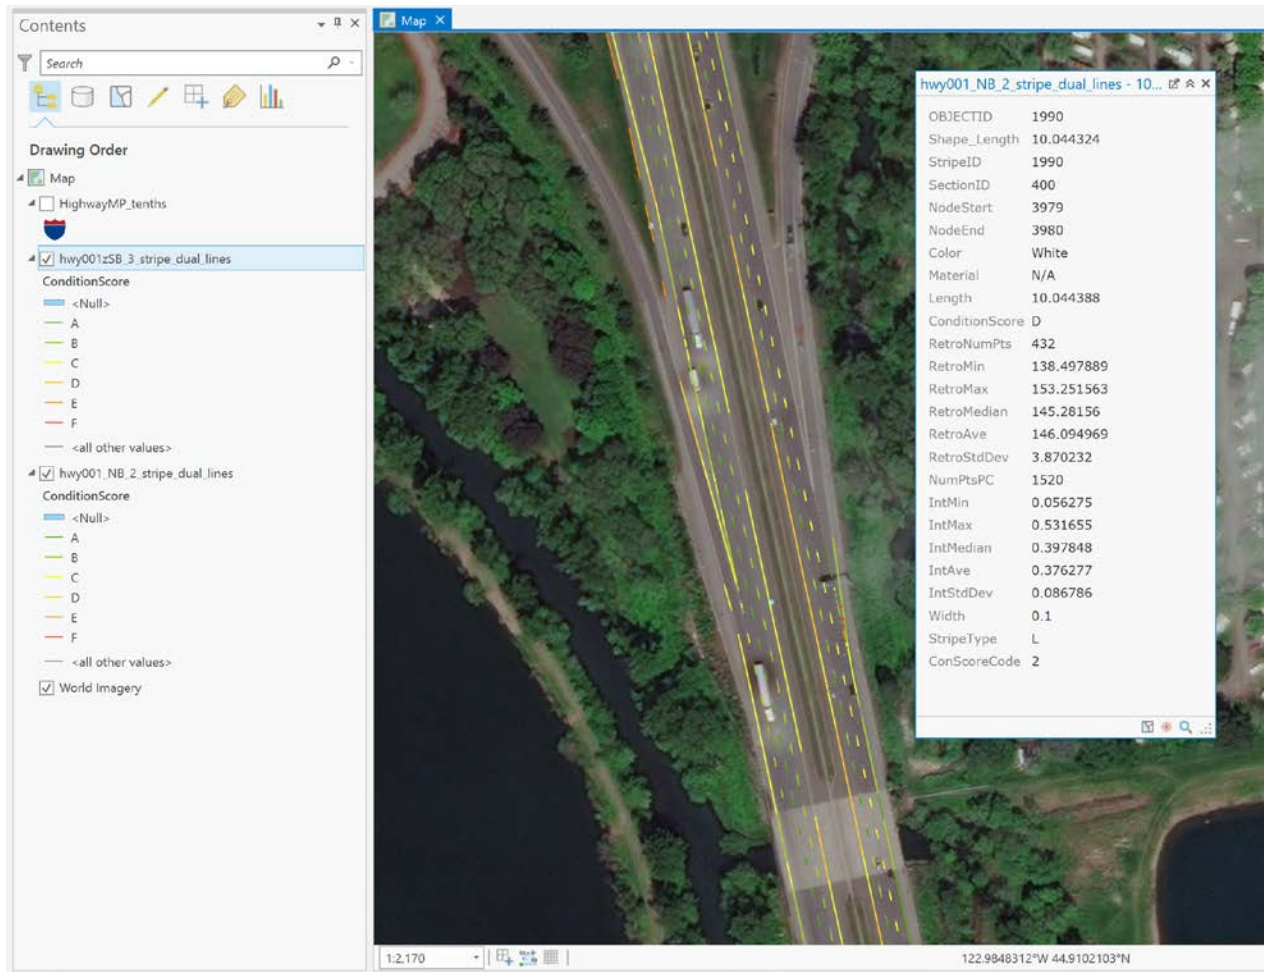 Contents
Search
Drawing Order
Map
HighwayMP_tenths
hwy001zSB_3_stripe_dual_lines
ConditionScore
<Null>
A
B
C
D
E
F
<all other values>
hwy001_NB_2_stripe_dual_lines
ConditionScore
<Null>
A
B
C
D
E
F
<all other values>
World Imagery
Map
hwy001_NB_2_stripe_dual_lines - 10...
OBJECTID 1990
Shape_Length 10.044324
StripeID 1990
SectionID 400
NodeStart 3979
NodeEnd 3980
Color White
Material N/A
Length 10.044388
ConditionScore D
RetroNumPts 432
RetroMin 138.497889
RetroMax 153.251563
RetroMedian 145.28156
RetroAve 146.094969
RetroStdDev 3.870232
NumPtsPC 1520
IntMin 0.056275
IntMax 0.531655
IntMedian 0.397848
IntAve 0.376277
IntStdDev 0.086786
Width 0.1
StripeType L
ConScoreCode 2
1:2,170
122.9848312°W 44.9102103°N